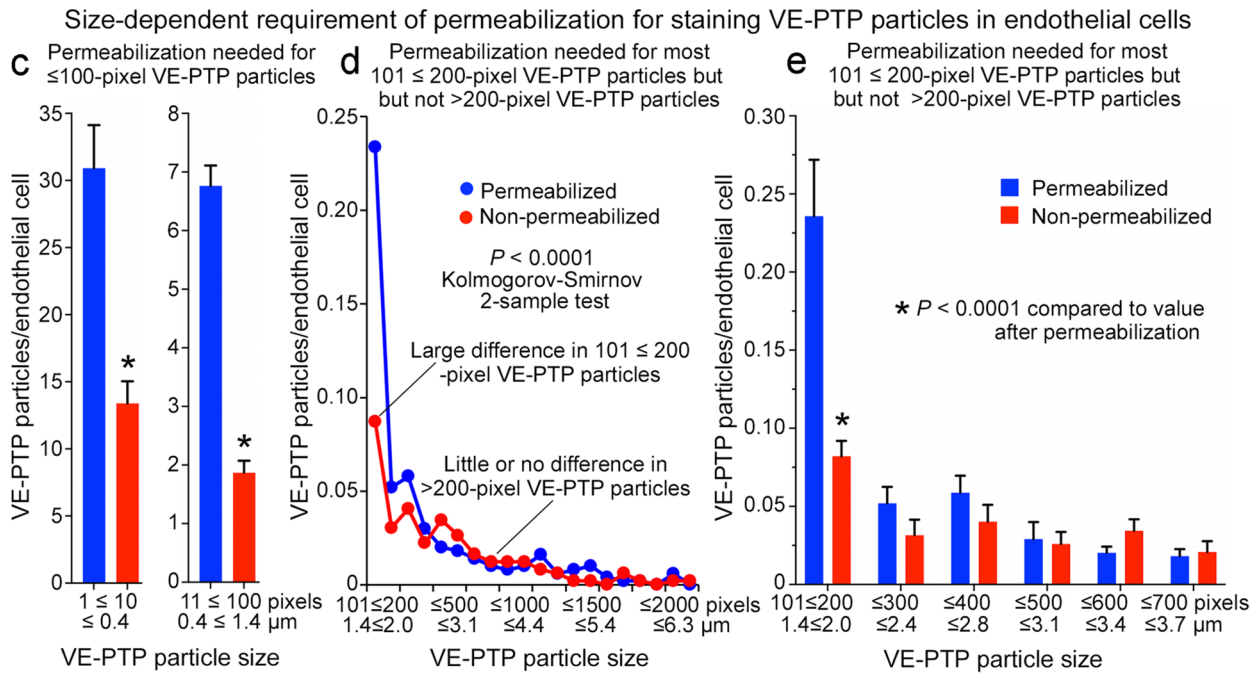 Size-dependent requirement of permeabilization for staining VE-PTP particles in endothelial cells
c
Permeabilization needed for
≤100-pixel VE-PTP particles
VE-PTP particles/endothelial cell
35
30
25
20
15
10
5
0
*
1 ≤ 10
≤ 0.4
8
7
6
5
4
3
2
1
0
*
11 ≤ 100 pixels
0.4 ≤ 1.4 µm
VE-PTP particle size
d
Permeabilization needed for most
101 ≤ 200-pixel VE-PTP particles but
but not >200-pixel VE-PTP particles
VE-PTP particles/endothelial cell
0.25
0.20
0.15
0.10
0.05
0
Permeabilized
Non-permeabilized
P < 0.0001
Kolmogorov-Smirnov
2-sample test
Large difference in 101 ≤ 200
-pixel VE-PTP particles
Little or no difference in
>200-pixel VE-PTP particles
101≤200 ≤500 ≤1000 ≤1500 ≤2000 pixels
1.4≤2.0 ≤3.1 ≤4.4 ≤5.4 ≤6.3 µm
VE-PTP particle size
e
Permeabilization needed for most
101 ≤ 200-pixel VE-PTP particles but
but not >200-pixel VE-PTP particles
VE-PTP particles/endothelial cell
0.30
0.25
0.20
0.15
0.10
0.05
0
Permeabilized
Non-permeabilized
* P < 0.0001 compared to value
after permeabilization
*
101≤200 ≤300 ≤400 ≤500 ≤600 ≤700 pixels
1.4≤2.0 ≤2.4 ≤2.8 ≤3.1 ≤3.4 ≤3.7 µm
VE-PTP particle size